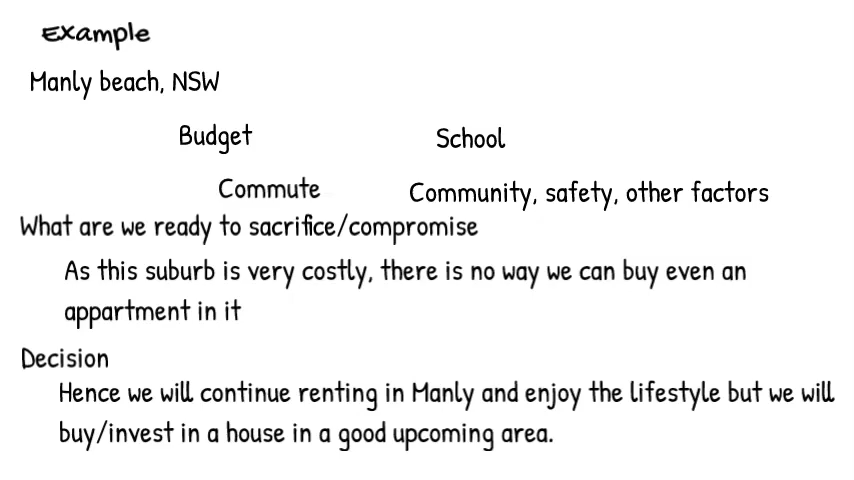 Example
Manly beach, NSW
Budget School
Commute Community, safety, other factors
What are we ready to sacrifice/compromise
As this suburb is very costly, there is no way we can buy even an
appartment in it
Decision
Hence we will continue renting in Manly and enjoy the lifestyle but we will
buy/invest in a house in a good upcoming area.